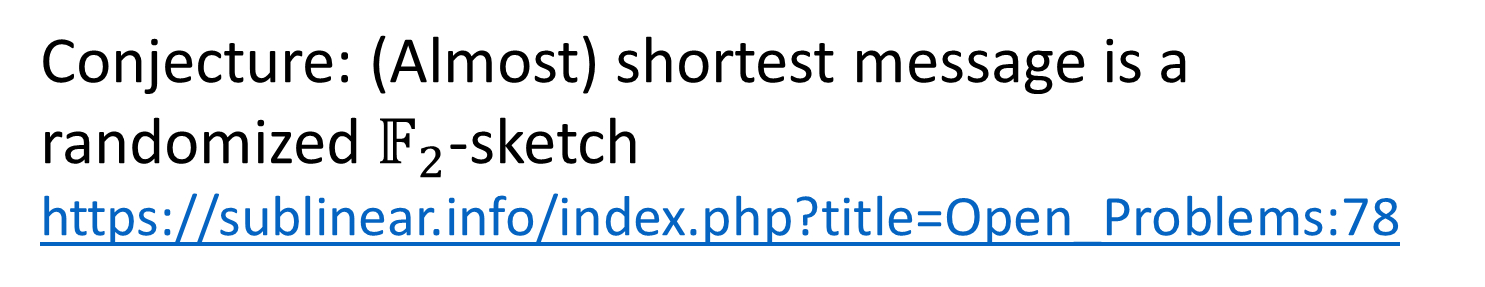 Conjecture: (Almost) shortest message is a
randomized 𝔽₂-sketch
https://sublinear.info/index.php?title=Open_Problems:78